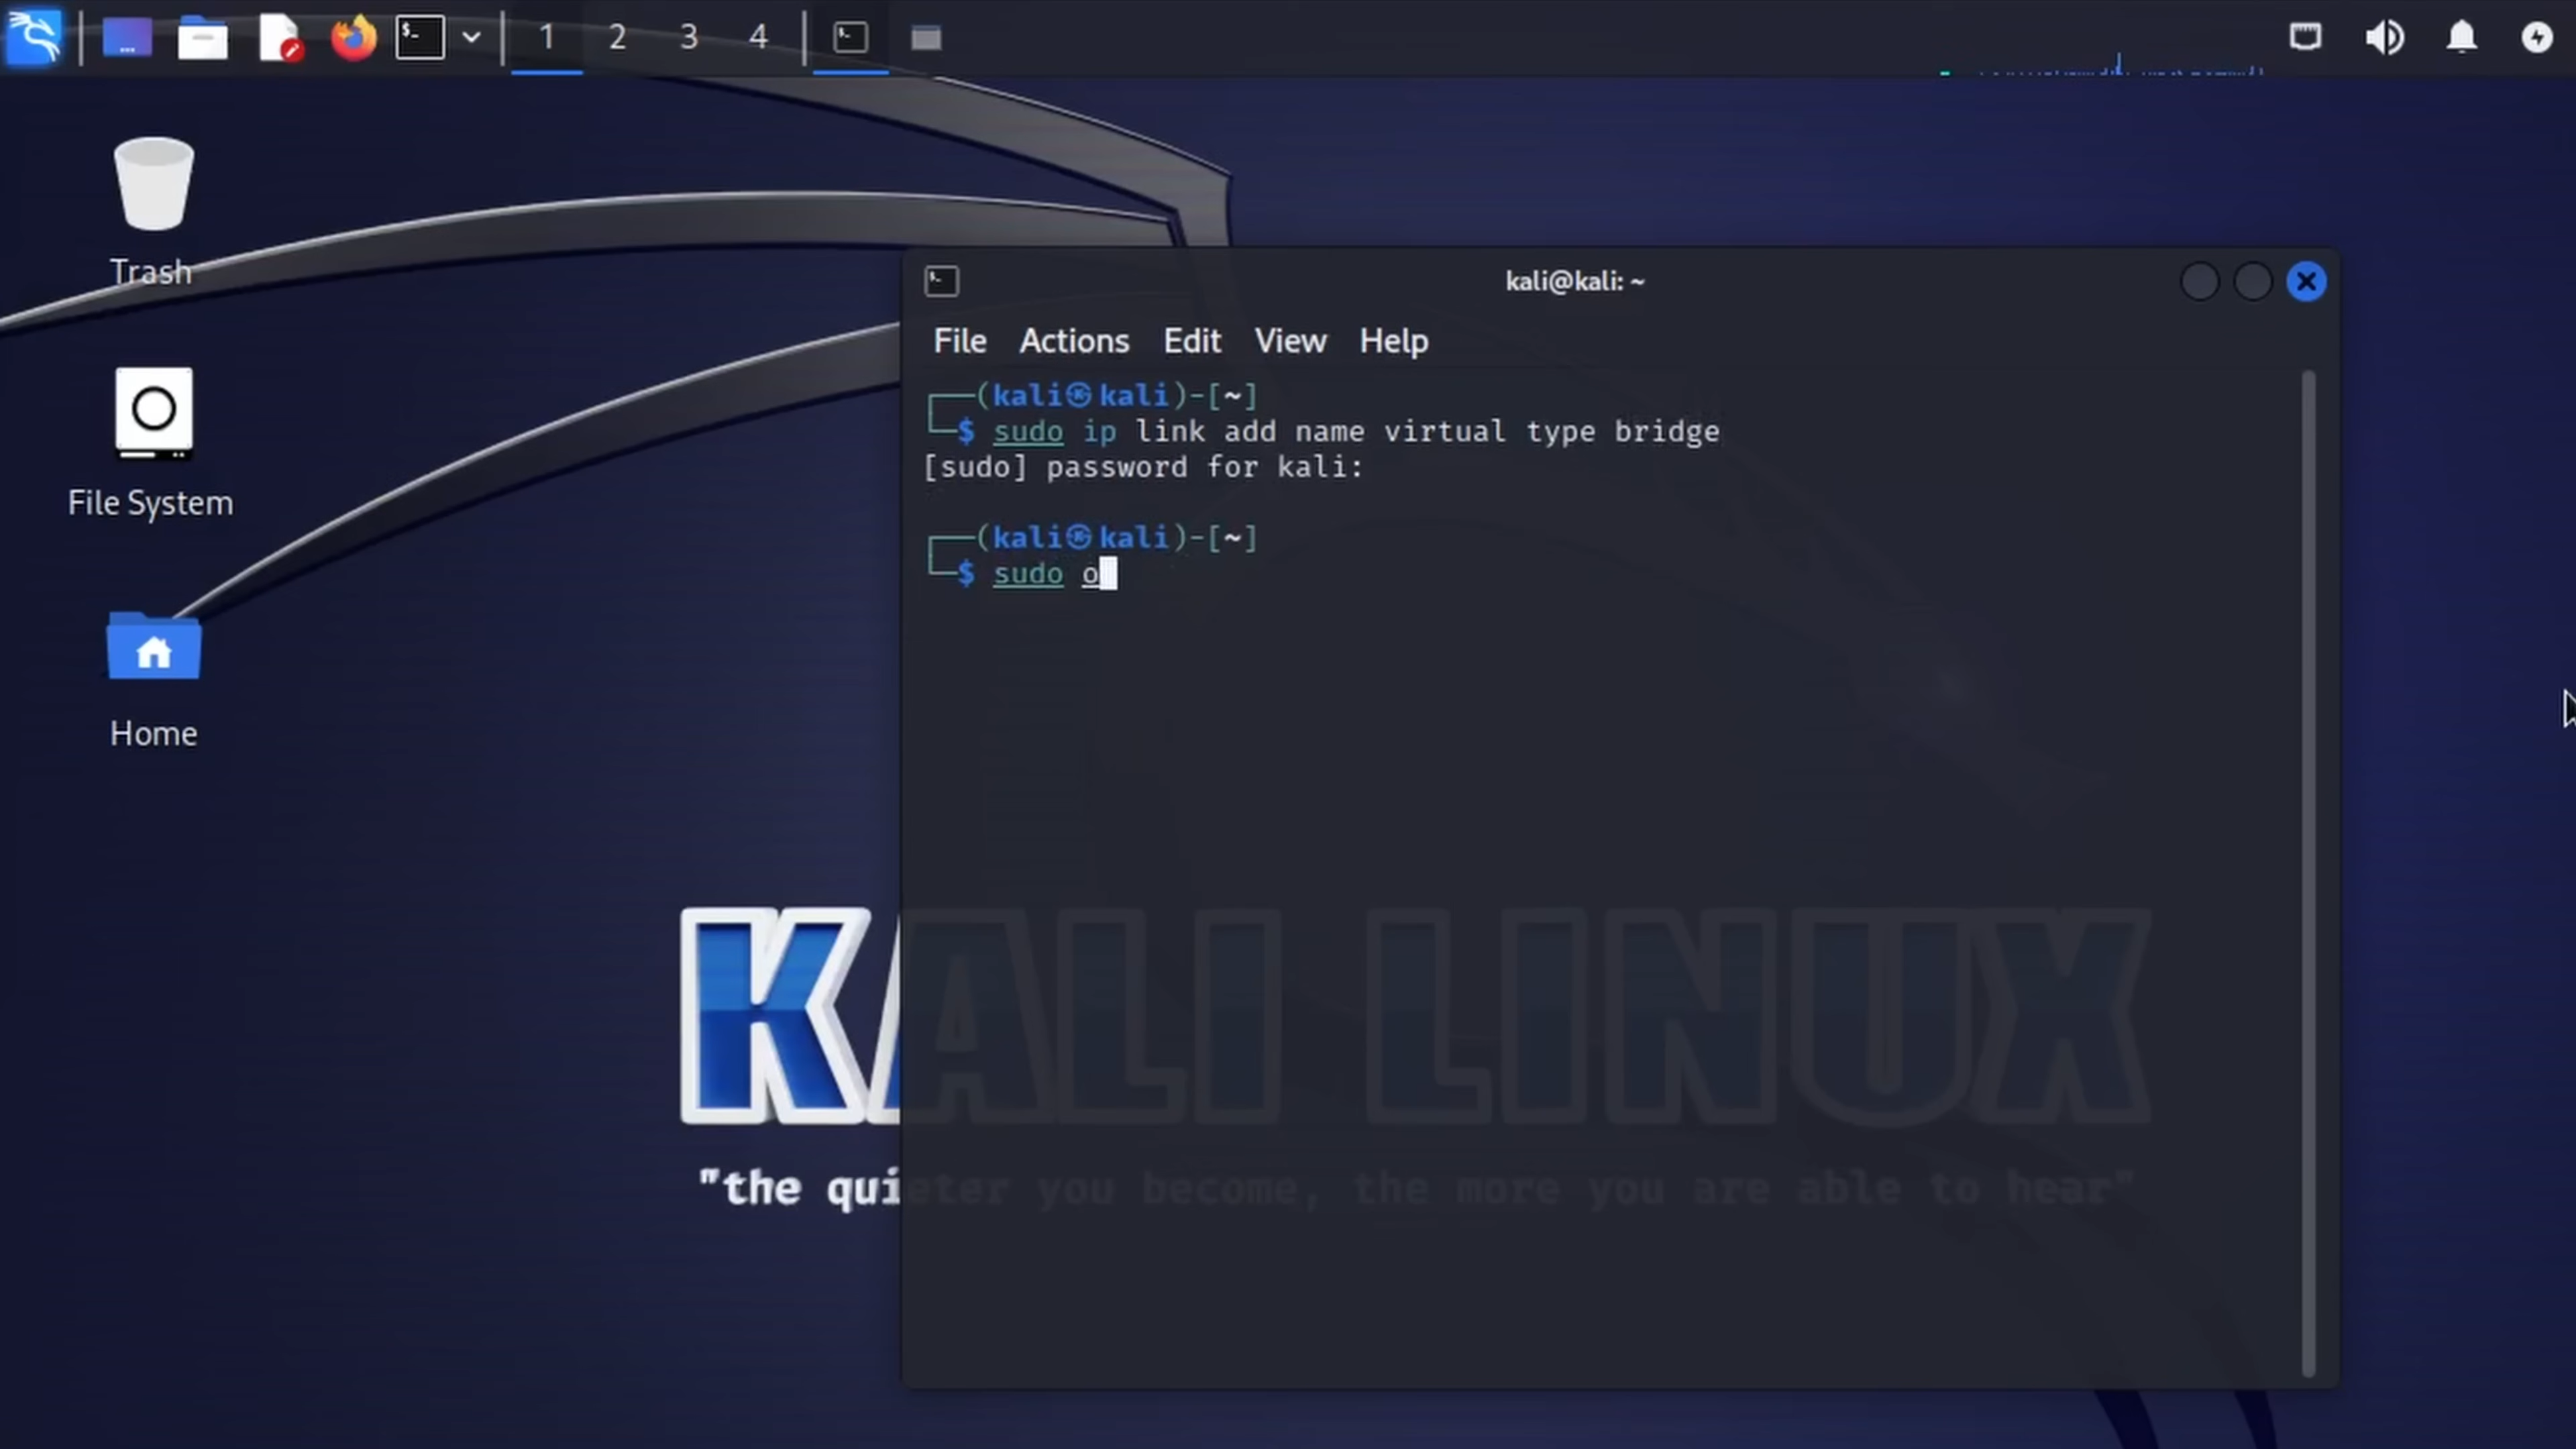 1 2 3 4
Trash
File System
Home
kali@kali: ~
File Actions Edit View Help
┌──(kali㉿kali)-[~]
└─$ sudo ip link add name virtual type bridge
[sudo] password for kali:
┌──(kali㉿kali)-[~]
└─$ sudo o
KALI LINUX
"the quieter you become, the more you are able to hear"